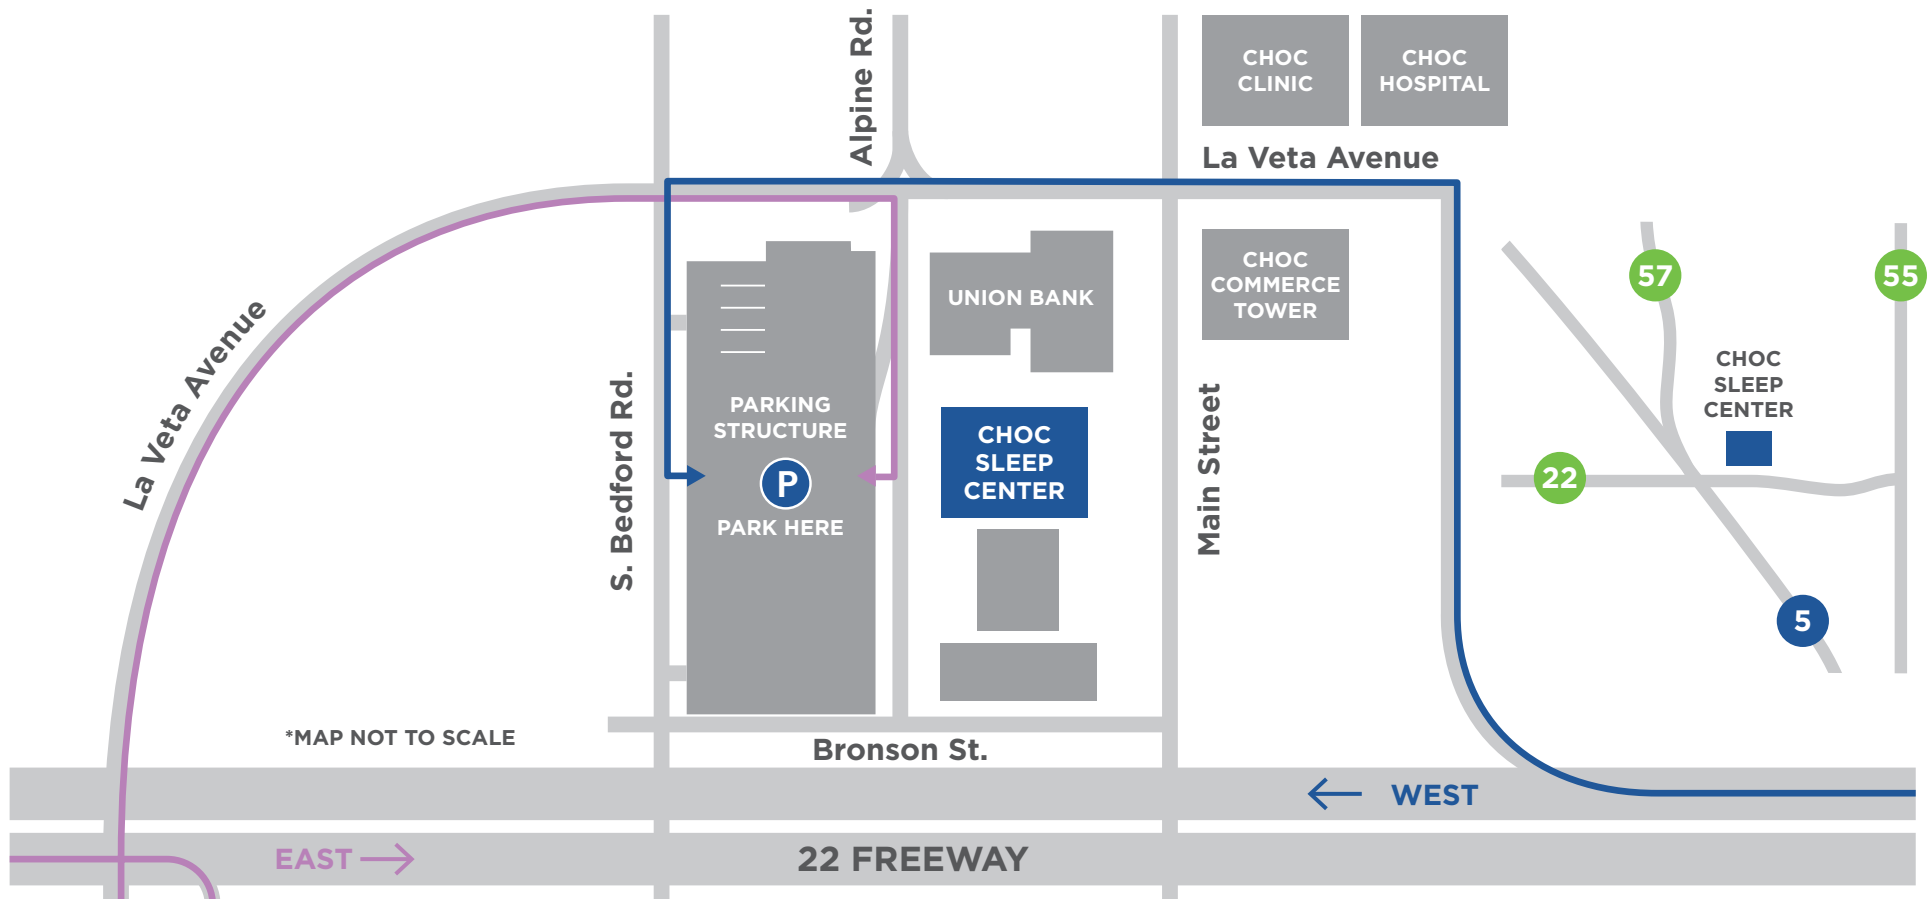 Alpine Rd.
CHOC
CLINIC
CHOC
HOSPITAL
La Veta Avenue
La Veta Avenue
S. Bedford Rd.
PARKING
STRUCTURE
P
PARK HERE
UNION BANK
CHOC
SLEEP
CENTER
Main Street
CHOC
COMMERCE
TOWER
57
55
CHOC
SLEEP
CENTER
22
5
*MAP NOT TO SCALE
Bronson St.
WEST
EAST
22 FREEWAY